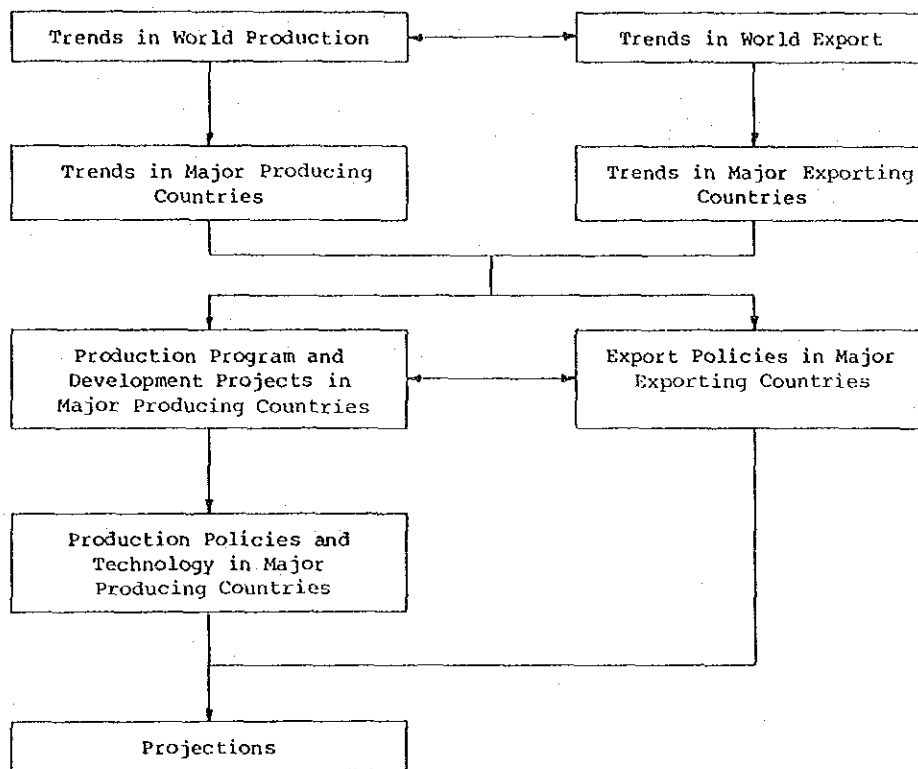 Trends in World Production
Trends in World Export
Trends in Major Producing
Countries
Trends in Major Exporting
Countries
Production Program and
Development Projects in
Major Producing Countries
Export Policies in Major
Exporting Countries
Production Policies and
Technology in Major
Producing Countries
Projections